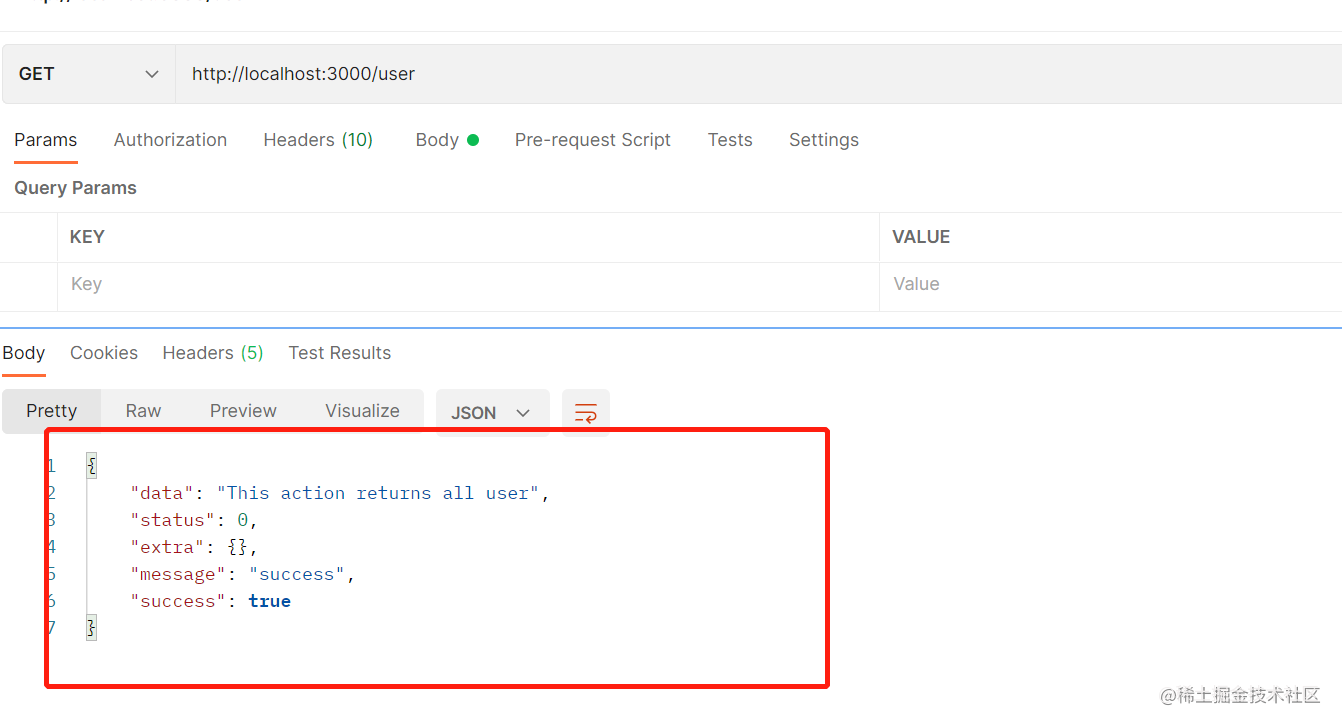 GET http://localhost:3000/user
Params Authorization Headers (10) Body Pre-request Script Tests Settings
Query Params
KEY VALUE
Key Value
Body Cookies Headers (5) Test Results
Pretty Raw Preview Visualize JSON
1 {
2 "data": "This action returns all user",
3 "status": 0,
4 "extra": {},
5 "message": "success",
6 "success": true
7 }
@稀土掘金技术社区